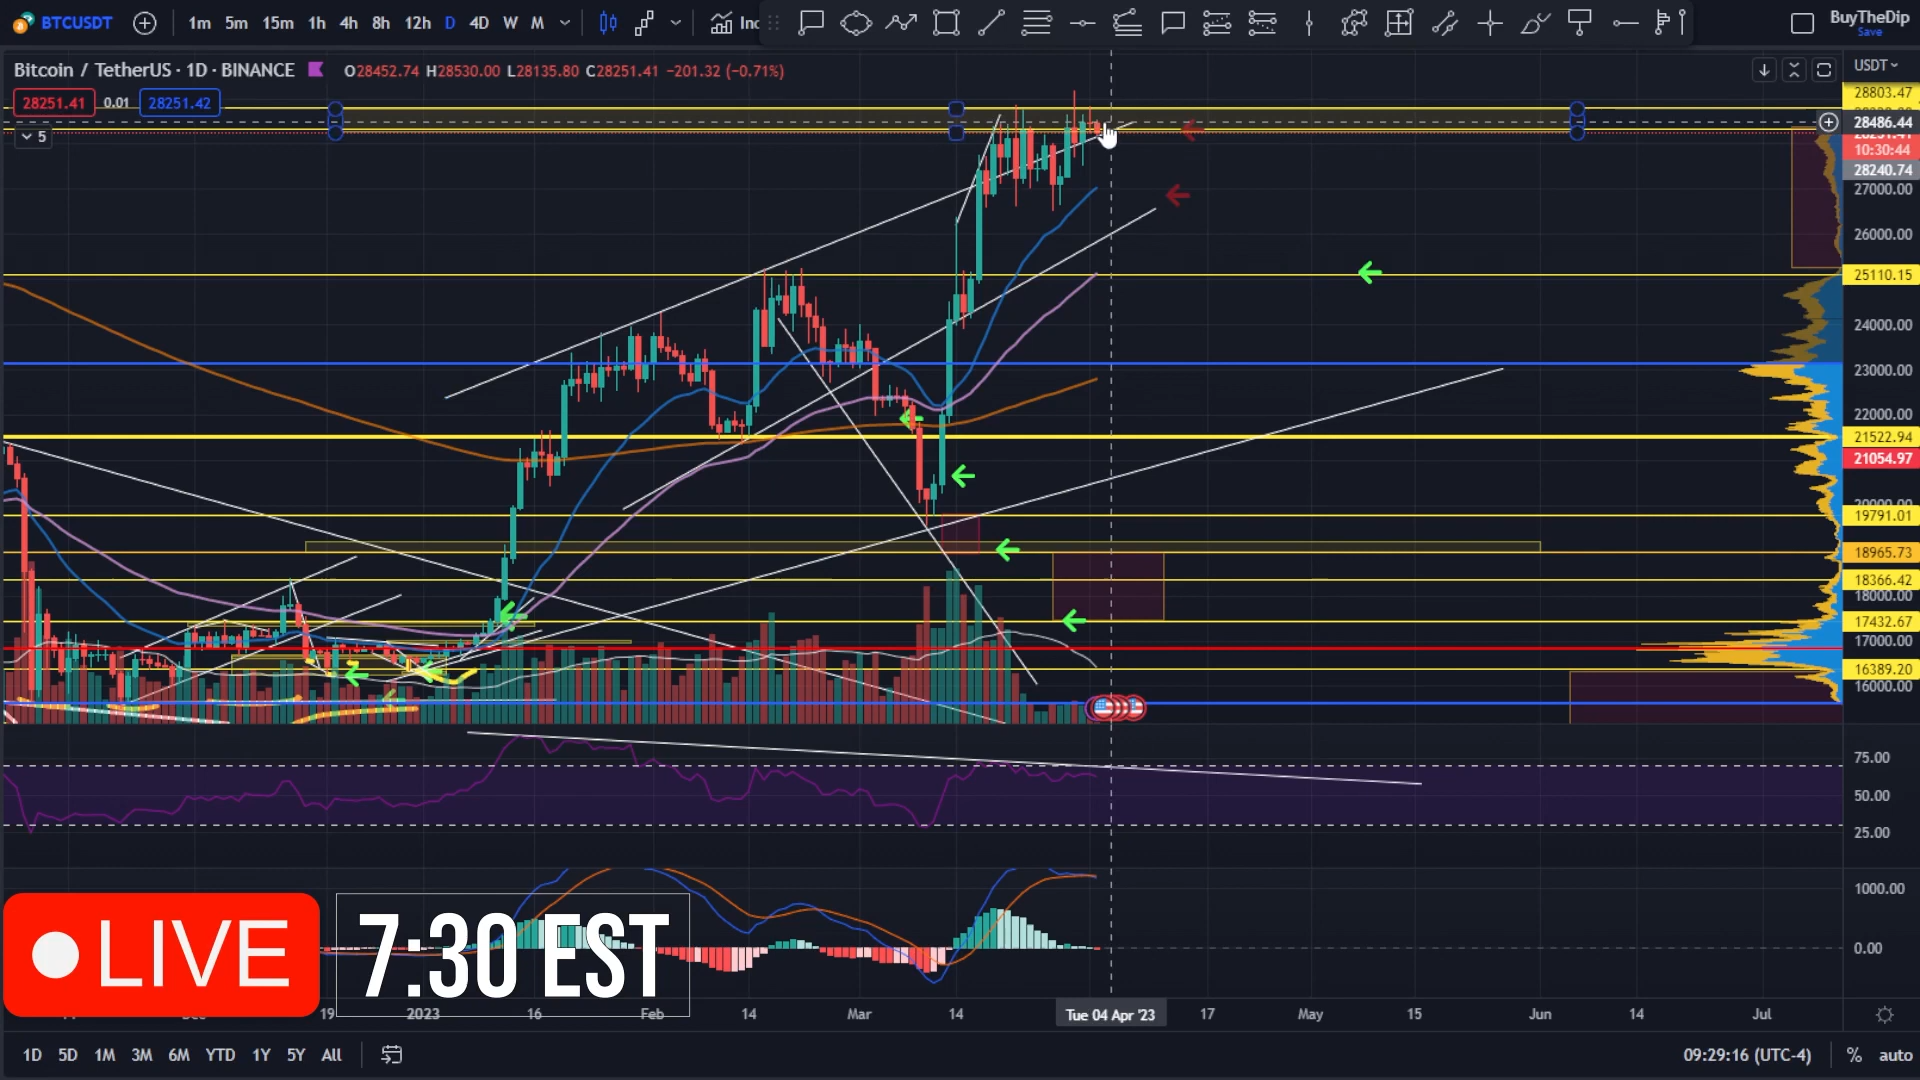 BTCUSDT 1m 5m 15m 1h 4h 8h 12h D 4D W M BuyTheDip
Save
Bitcoin / TetherUS · 1D · BINANCE O28452.74 H28530.00 L28135.80 C28251.41 −201.32 (−0.71%)
USDT
28251.41 0.01 28251.42
5
28803.47
28486.44
10:30:44
28240.74
27000.00
26000.00
25110.15
24000.00
23000.00
22000.00
21522.94
21054.97
19791.01
18965.73
18366.42
18000.00
17432.67
17000.00
16389.20
16000.00
75.00
50.00
25.00
1000.00
0.00
LIVE
7:30 EST
19 2023 16 Feb 14 Mar 14 Tue 04 Apr '23 17 May 15 Jun 14 Jul
1D 5D 1M 3M 6M YTD 1Y 5Y All 09:29:16 (UTC-4) % auto